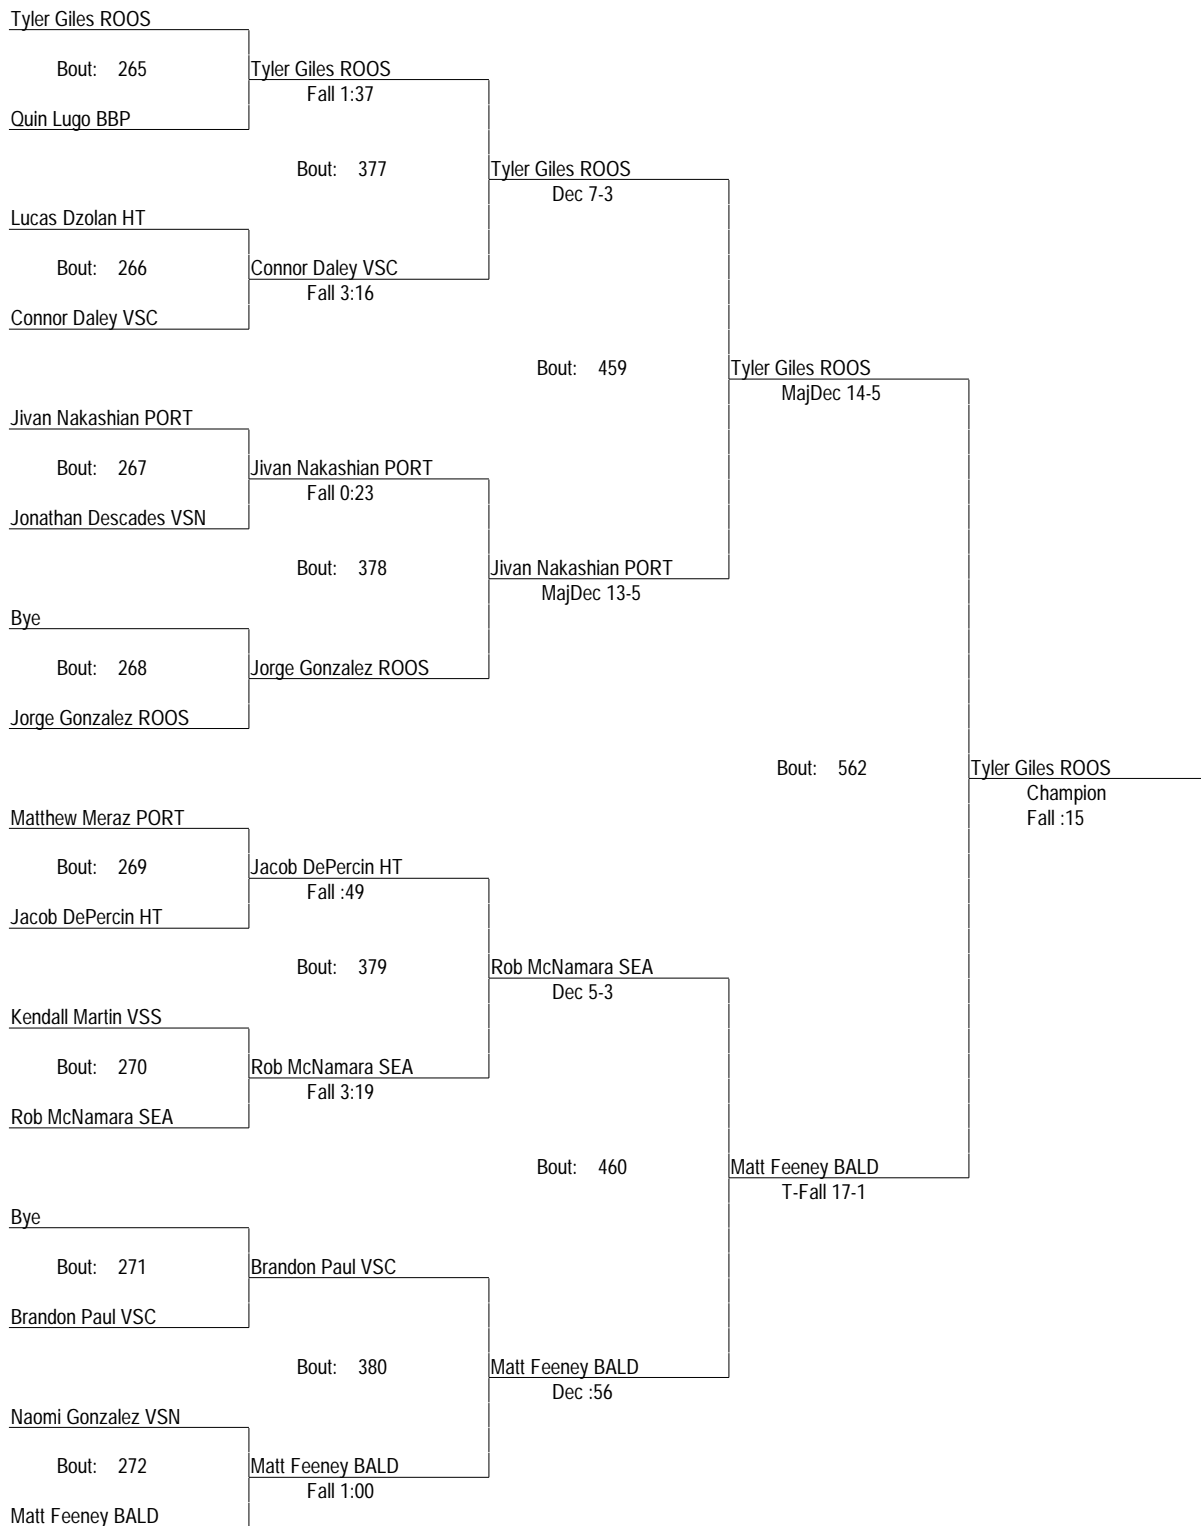 Tyler Giles ROOS
Bout: 265
Tyler Giles ROOS
Fall 1:37
Quin Lugo BBP
Bout: 377
Tyler Giles ROOS
Dec 7-3
Lucas Dzolan HT
Bout: 266
Connor Daley VSC
Fall 3:16
Connor Daley VSC
Bout: 459
Tyler Giles ROOS
MajDec 14-5
Jivan Nakashian PORT
Bout: 267
Jivan Nakashian PORT
Fall 0:23
Jonathan Descades VSN
Bout: 378
Jivan Nakashian PORT
MajDec 13-5
Bye
Bout: 268
Jorge Gonzalez ROOS
Jorge Gonzalez ROOS
Bout: 562
Tyler Giles ROOS
Champion
Fall :15
Matthew Meraz PORT
Bout: 269
Jacob DePercin HT
Fall :49
Jacob DePercin HT
Bout: 379
Rob McNamara SEA
Dec 5-3
Kendall Martin VSS
Bout: 270
Rob McNamara SEA
Fall 3:19
Rob McNamara SEA
Bout: 460
Matt Feeney BALD
T-Fall 17-1
Bye
Bout: 271
Brandon Paul VSC
Brandon Paul VSC
Bout: 380
Matt Feeney BALD
Dec :56
Naomi Gonzalez VSN
Bout: 272
Matt Feeney BALD
Fall 1:00
Matt Feeney BALD